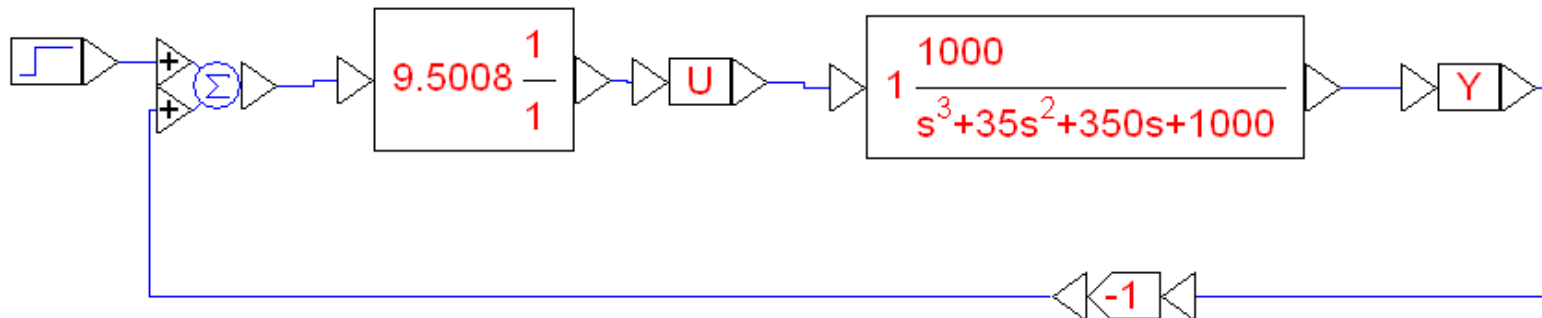 +
+
Σ
9.5008 1/1
U
1 1000/(s³+35s²+350s+1000)
Y
-1